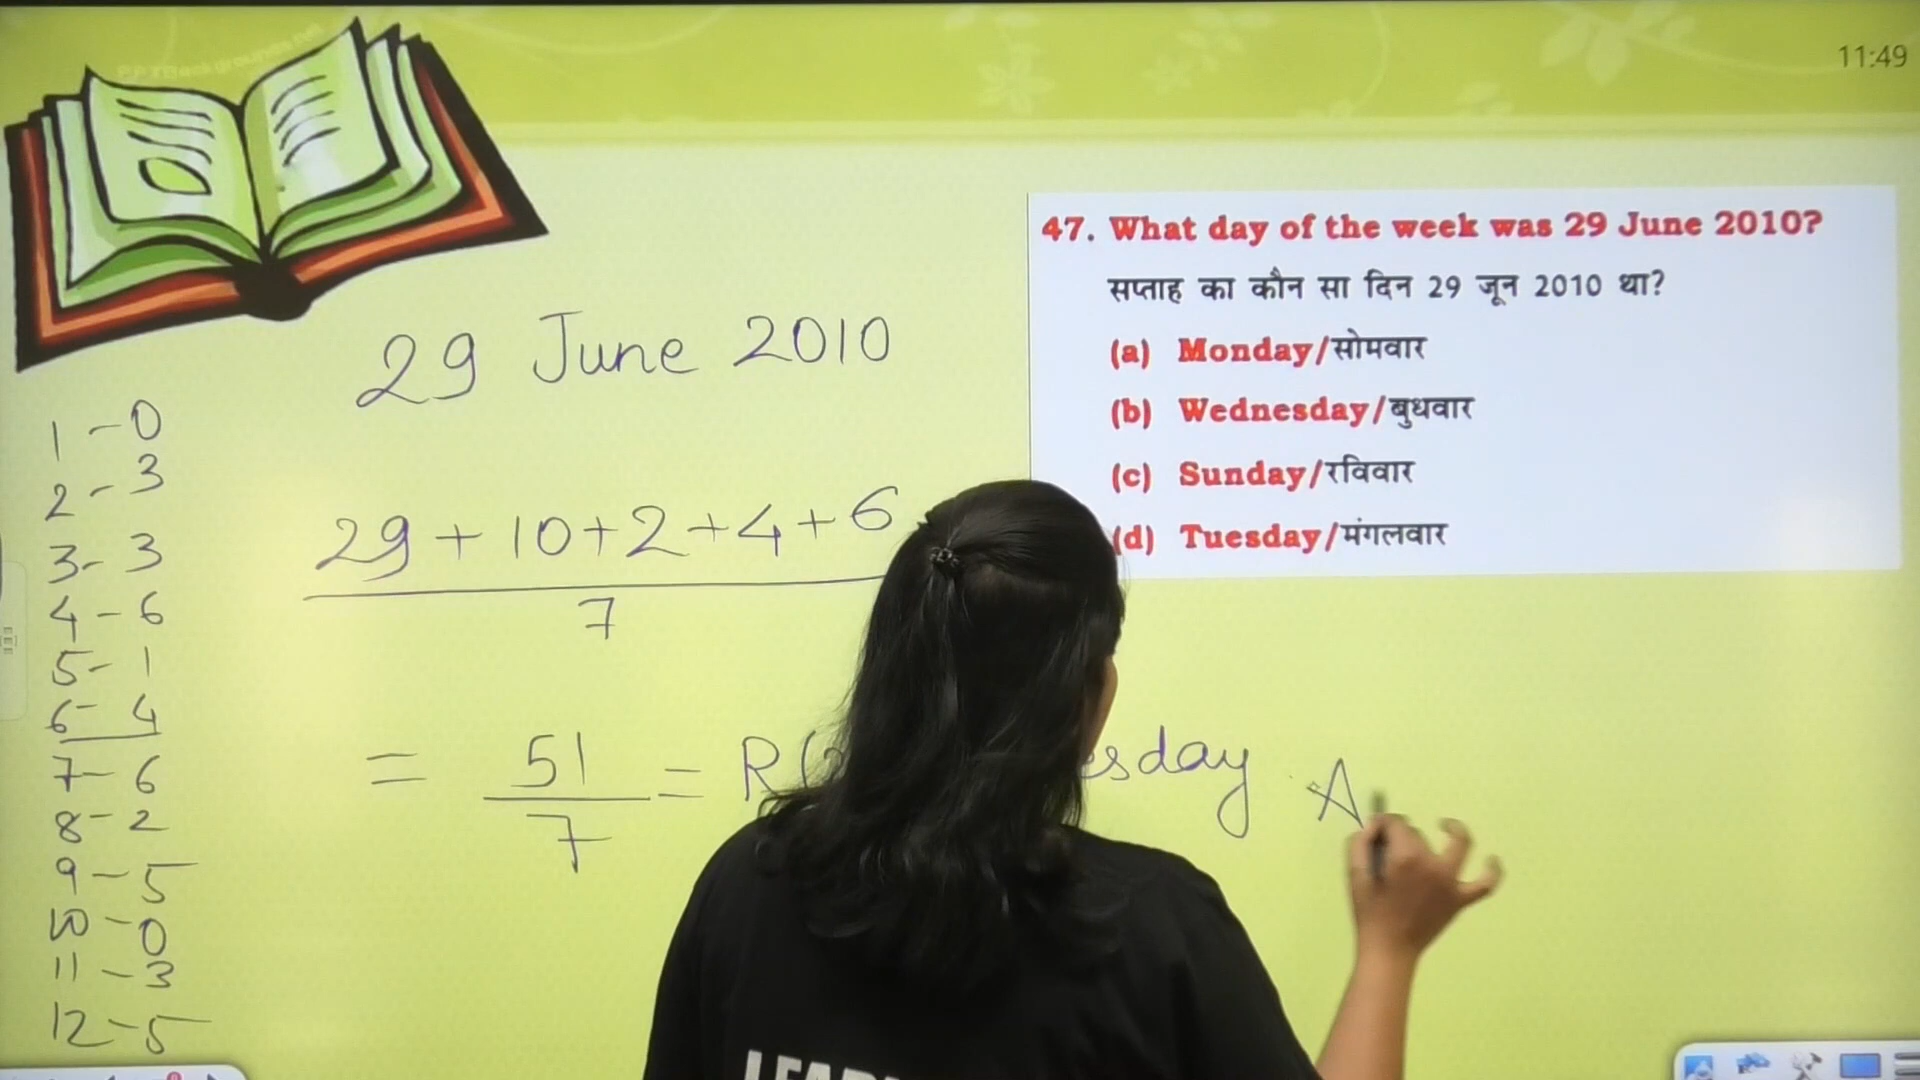 11:49
47. What day of the week was 29 June 2010?
सप्ताह का कौन सा दिन 29 जून 2010 था?
(a) Monday/सोमवार
(b) Wednesday/बुधवार
(c) Sunday/रविवार
(d) Tuesday/मंगलवार
29 June 2010
29 + 10 + 2 + 4 + 6
7
= 51 = R(
7
sday A
1 - 0
2 - 3
3 - 3
4 - 6
5 - 1
6 - 4
7 - 6
8 - 2
9 - 5
10 - 0
11 - 3
12 - 5